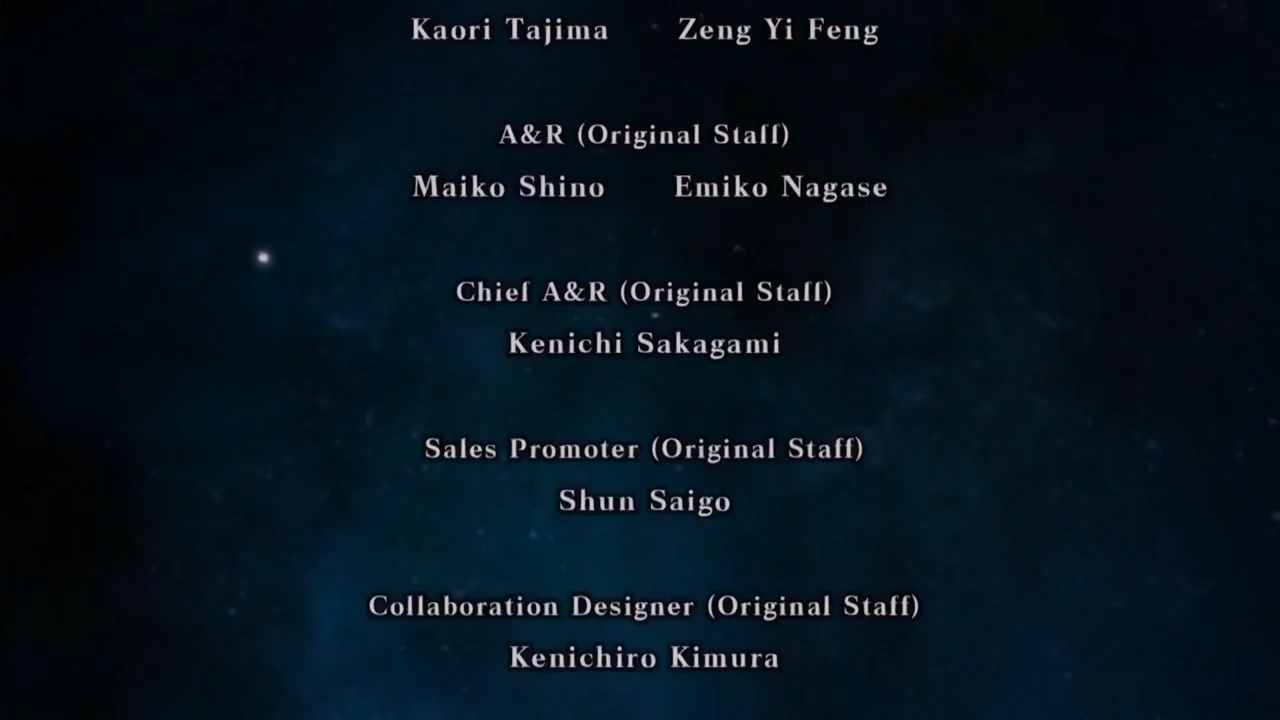 Kaori Tajima Zeng Yi Feng
A&R (Original Staff)
Maiko Shino Emiko Nagase
Chief A&R (Original Staff)
Kenichi Sakagami
Sales Promoter (Original Staff)
Shun Saigo
Collaboration Designer (Original Staff)
Kenichiro Kimura